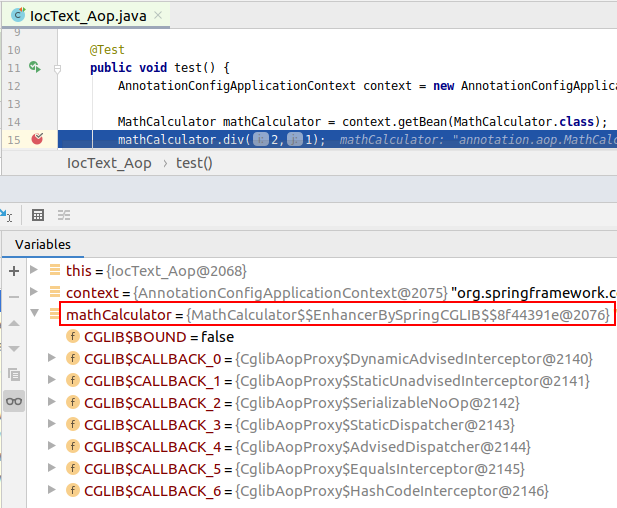 IocText_Aop.java
9
10 @Test
11 public void test() {
12 AnnotationConfigApplicationContext context = new AnnotationConfigApplica
13
14 MathCalculator mathCalculator = context.getBean(MathCalculator.class);
15 mathCalculator.div( i: 2, i: 1); mathCalculator: "annotation.aop.MathCalc
IocText_Aop › test()
Variables
this = {IocText_Aop@2068}
context = {AnnotationConfigApplicationContext@2075} "org.springframework.c
mathCalculator = {MathCalculator$$EnhancerBySpringCGLIB$$8f44391e@2076}
CGLIB$BOUND = false
CGLIB$CALLBACK_0 = {CglibAopProxy$DynamicAdvisedInterceptor@2140}
CGLIB$CALLBACK_1 = {CglibAopProxy$StaticUnadvisedInterceptor@2141}
CGLIB$CALLBACK_2 = {CglibAopProxy$SerializableNoOp@2142}
CGLIB$CALLBACK_3 = {CglibAopProxy$StaticDispatcher@2143}
CGLIB$CALLBACK_4 = {CglibAopProxy$AdvisedDispatcher@2144}
CGLIB$CALLBACK_5 = {CglibAopProxy$EqualsInterceptor@2145}
CGLIB$CALLBACK_6 = {CglibAopProxy$HashCodeInterceptor@2146}